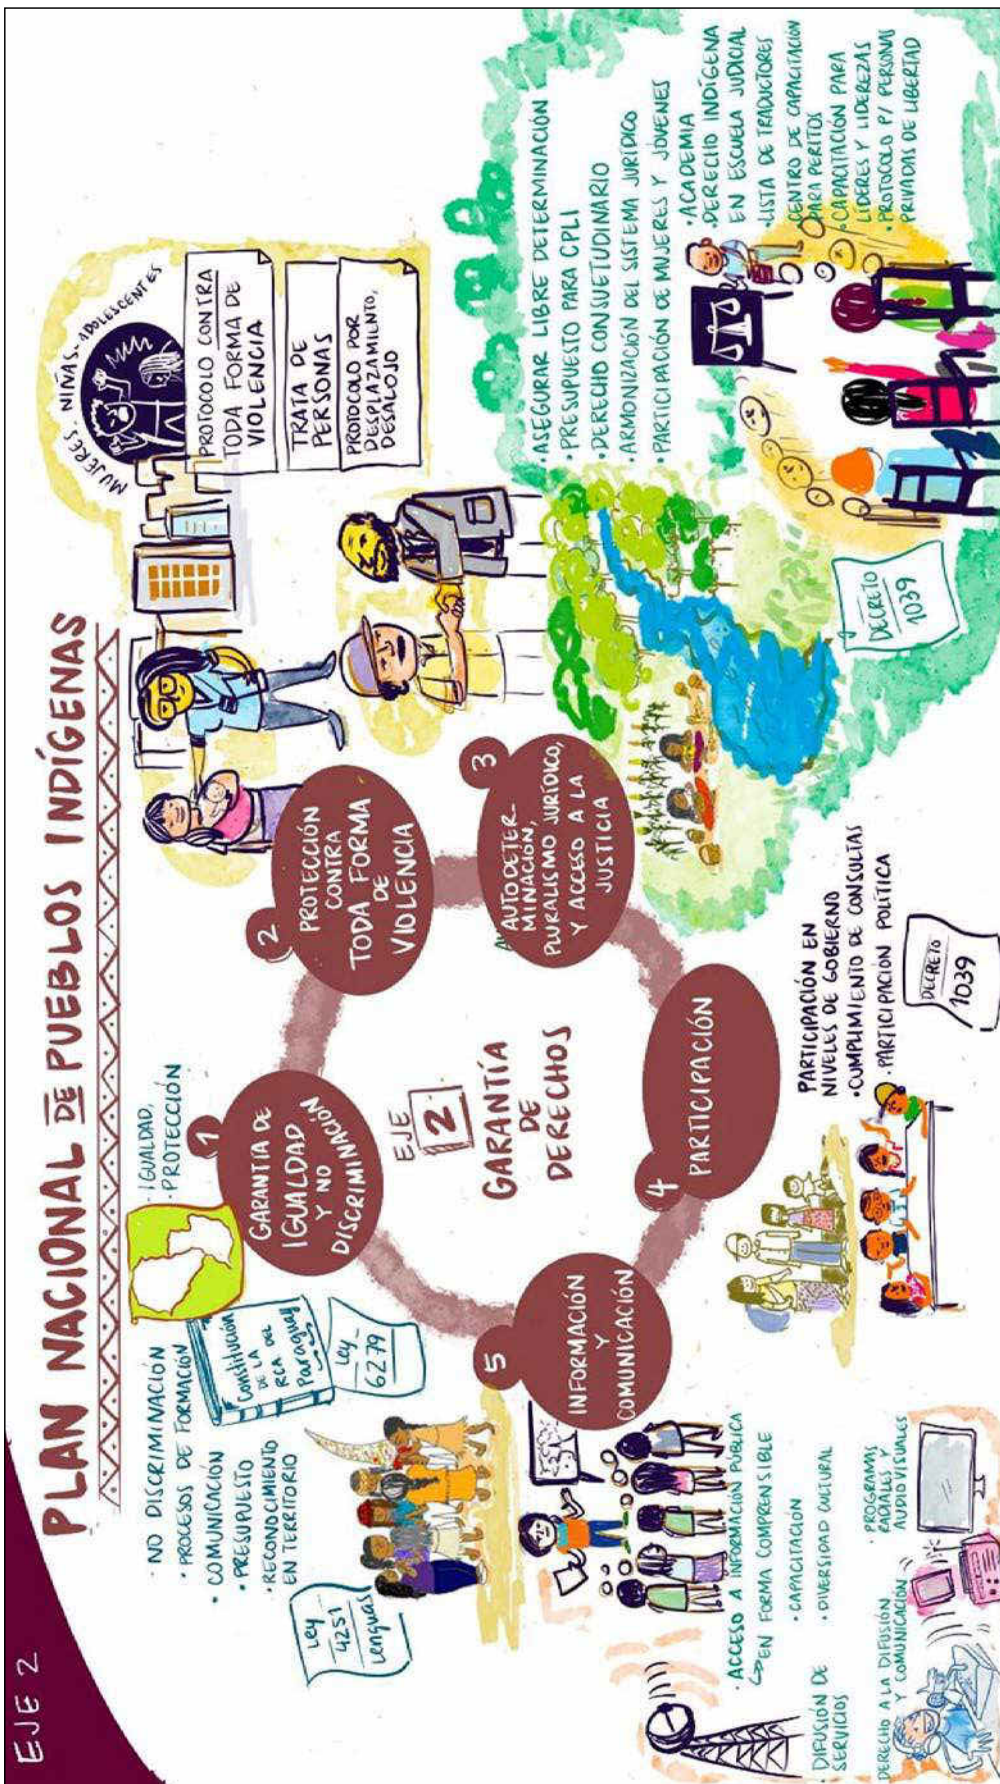 EJE 2
PLAN NACIONAL DE PUEBLOS INDÍGENAS
EJE
2
GARANTÍA
DE
DERECHOS
1
GARANTIA DE
IGUALDAD
Y NO
DISCRIMINACIÓN
· IGUALDAD,
· PROTECCIÓN
· NO DISCRIMINACIÓN
· PROCESOS DE FORMACIÓN
· COMUNICACIÓN
· PRESUPUESTO
· RECONOCIMIENTO
EN TERRITORIO
Constitución
DE LA
RCA DEL
Paraguay
Ley
6279
Ley
4251
Lenguas
2
PROTECCIÓN
CONTRA
TODA FORMA
DE
VIOLENCIA
MUJERES, NIÑAS, ADOLESCENTES
PROTOCOLO CONTRA
TODA FORMA DE
VIOLENCIA
TRATA DE
PERSONAS
PROTOCOLO POR
DESPLAZAMIENTO,
DESALOJO
3
AUTODETER-
MINACIÓN,
PLURALISMO JURÍDICO,
Y ACCESO A LA
JUSTICIA
· ASEGURAR LIBRE DETERMINACIÓN
· PRESUPUESTO PARA CPLI
· DERECHO CONSUETUDINARIO
· ARMONIZACIÓN DEL SISTEMA JURÍDICO
· PARTICIPACIÓN DE MUJERES Y JÓVENES
· ACADEMIA
· DERECHO INDÍGENA
EN ESCUELA JUDICIAL
· LISTA DE TRADUCTORES
CENTRO DE CAPACITACIÓN
PARA PERITOS
· CAPACITACIÓN PARA
LÍDERES Y LIDEREZAS
· PROTOCOLO P/ PERSONAS
PRIVADAS DE LIBERTAD
DECRETO
1039
4
PARTICIPACIÓN
PARTICIPACIÓN EN
NIVELES DE GOBIERNO
· CUMPLIMIENTO DE CONSULTAS
· PARTICIPACIÓN POLÍTICA
DECRETO
1039
5
INFORMACIÓN
Y
COMUNICACIÓN
· ACCESO A INFORMACIÓN PÚBLICA
↳ EN FORMA COMPRENSIBLE
· CAPACITACIÓN
· DIVERSIDAD CULTURAL
DIFUSIÓN DE
SERVICIOS
DERECHO A LA DIFUSIÓN
Y COMUNICACIÓN
PROGRAMAS
RADIALES Y
AUDIOVISUALES